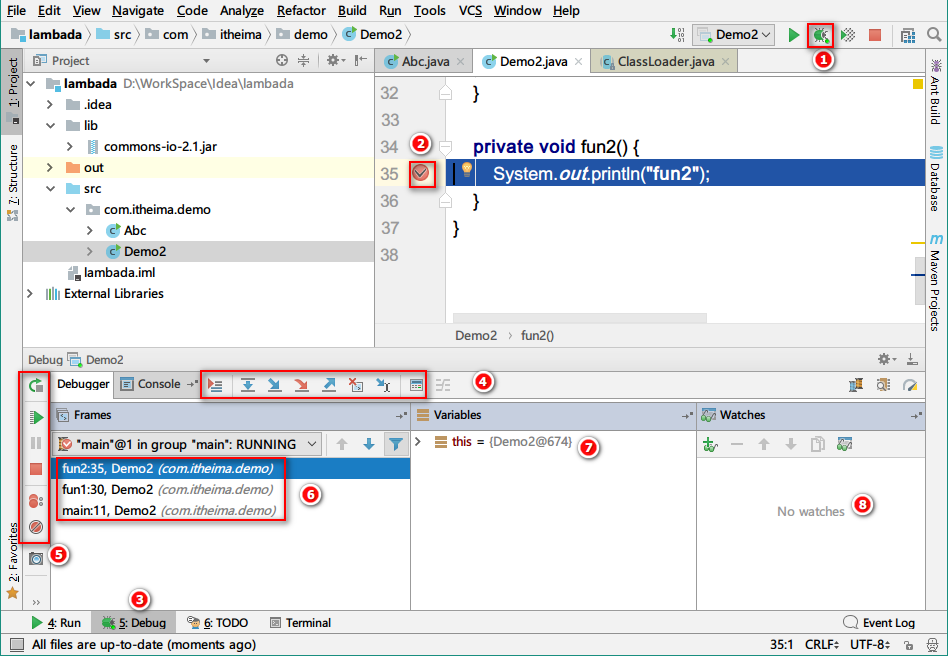 File Edit View Navigate Code Analyze Refactor Build Run Tools VCS Window Help
lambada src com itheima demo Demo2
Demo2
1
1: Project
7: Structure
2: Favorites
Project
lambada D:\WorkSpace\Idea\lambada
.idea
lib
commons-io-2.1.jar
out
src
com.itheima.demo
Abc
Demo2
lambada.iml
External Libraries
Abc.java Demo2.java ClassLoader.java
32 }
33
2
34 private void fun2() {
35 System.out.println("fun2");
36 }
37 }
38
Demo2 fun2()
Ant Build
Database
m Maven Projects
Debug Demo2
Debugger Console
4
Frames
"main"@1 in group "main": RUNNING
fun2:35, Demo2 (com.itheima.demo)
fun1:30, Demo2 (com.itheima.demo)
main:11, Demo2 (com.itheima.demo)
6
5
Variables
this = {Demo2@674}
7
Watches
No watches
8
3
4: Run 5: Debug 6: TODO Terminal Event Log
All files are up-to-date (moments ago) 35:1 CRLF UTF-8